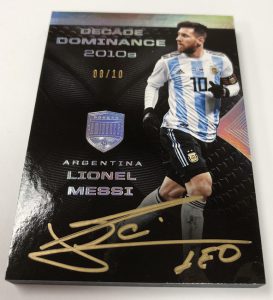 DECADE
DOMINANCE
2010s
08/10
10
ARGENTINA
LIONEL
MESSI
LEO